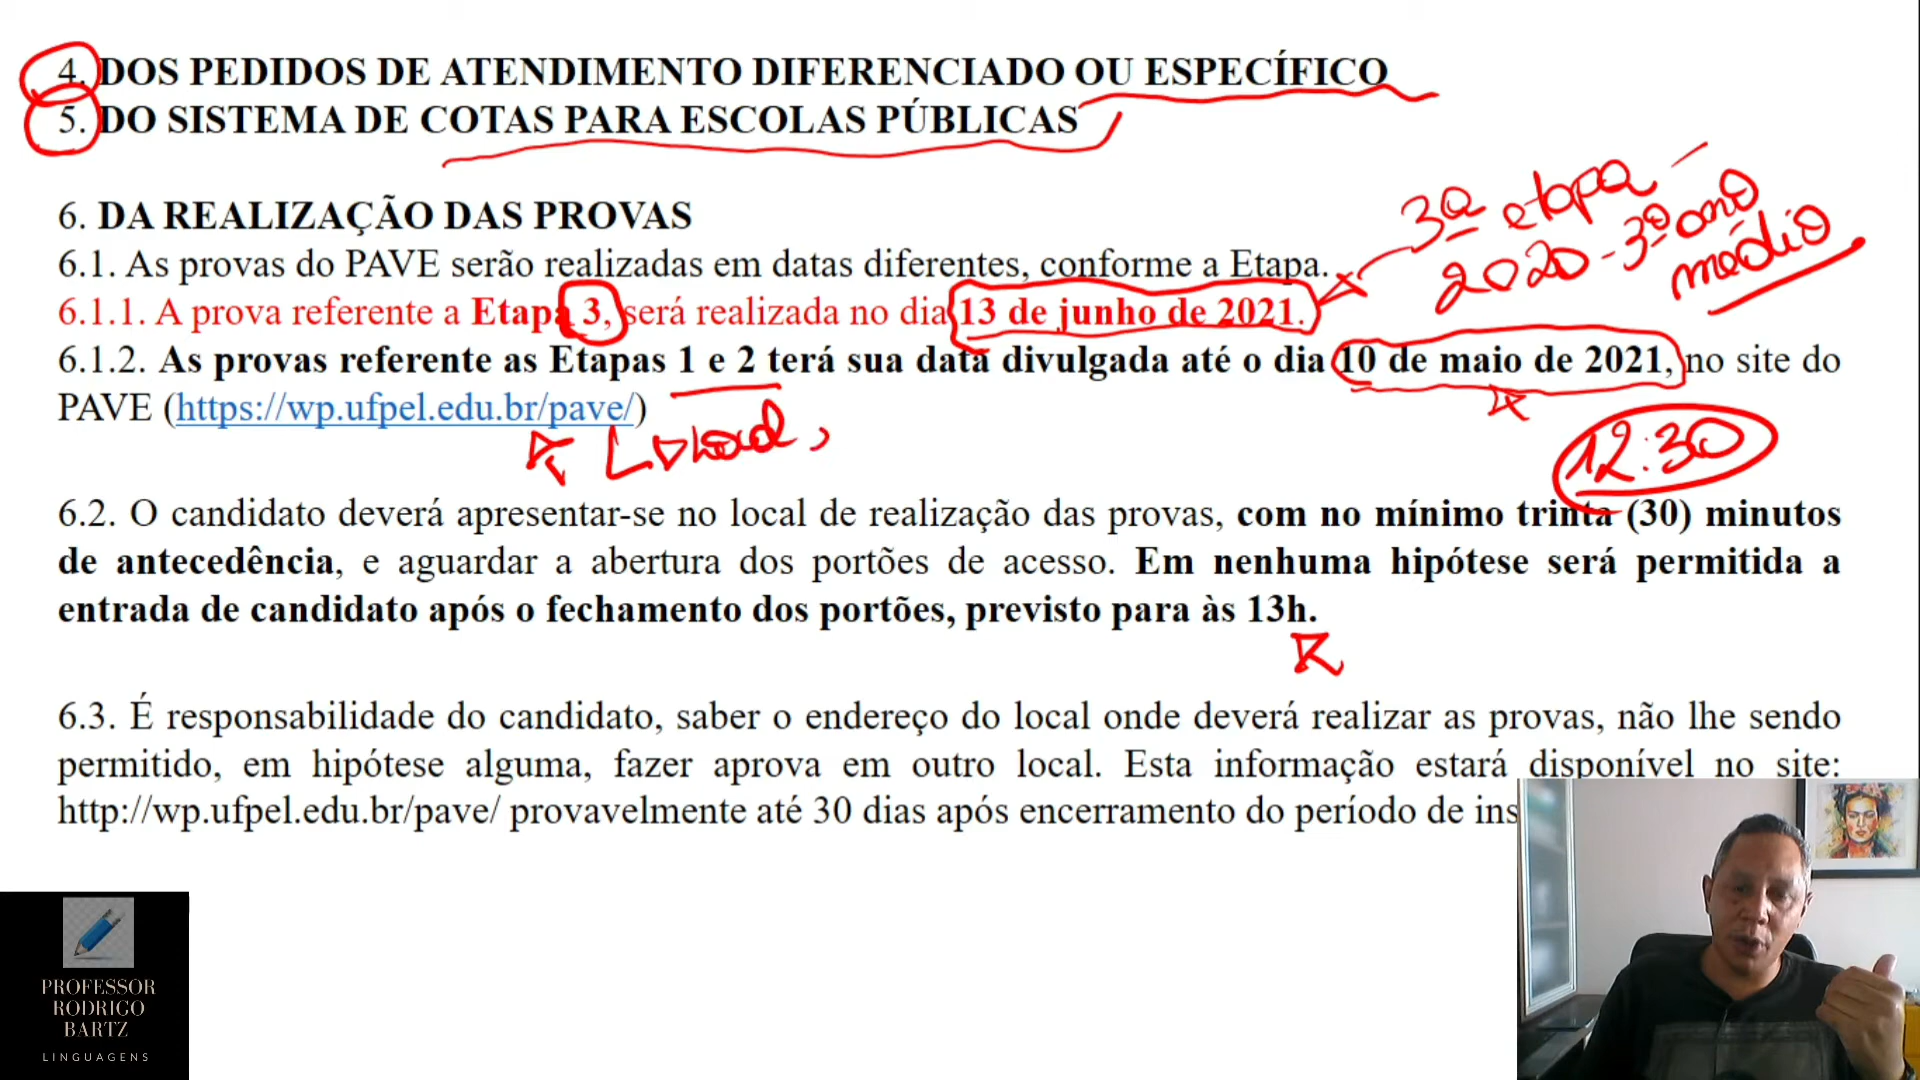 4. DOS PEDIDOS DE ATENDIMENTO DIFERENCIADO OU ESPECÍFICO
5. DO SISTEMA DE COTAS PARA ESCOLAS PÚBLICAS
6. DA REALIZAÇÃO DAS PROVAS
3ª etapa -
2020 - 3º ano
médio
6.1. As provas do PAVE serão realizadas em datas diferentes, conforme a Etapa.
6.1.1. A prova referente a Etapa 3, será realizada no dia 13 de junho de 2021.
6.1.2. As provas referente as Etapas 1 e 2 terá sua data divulgada até o dia 10 de maio de 2021, no site do
PAVE (https://wp.ufpel.edu.br/pave/)
local,
12:30
6.2. O candidato deverá apresentar-se no local de realização das provas, com no mínimo trinta (30) minutos
de antecedência, e aguardar a abertura dos portões de acesso. Em nenhuma hipótese será permitida a
entrada de candidato após o fechamento dos portões, previsto para às 13h.
6.3. É responsabilidade do candidato, saber o endereço do local onde deverá realizar as provas, não lhe sendo
permitido, em hipótese alguma, fazer aprova em outro local. Esta informação estará disponível no site:
http://wp.ufpel.edu.br/pave/ provavelmente até 30 dias após encerramento do período de ins
PROFESSOR
RODRIGO
BARTZ
LINGUAGENS